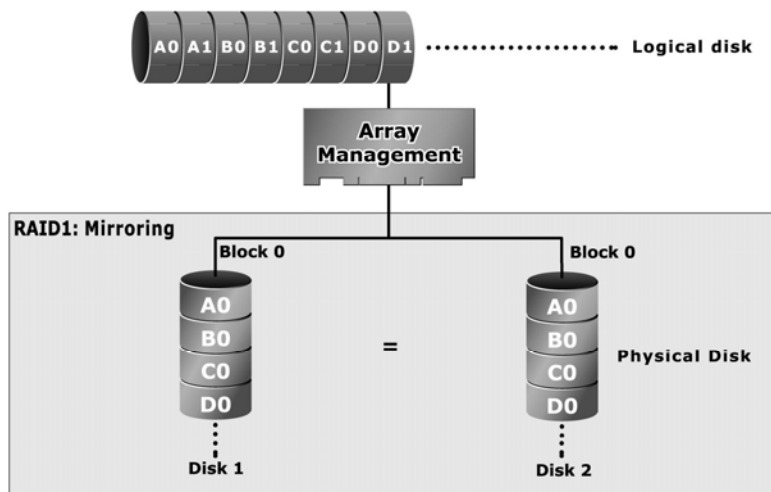 A0 A1 B0 B1 C0 C1 D0 D1
Logical disk
Array
Management
RAID1: Mirroring
Block 0
Block 0
A0
B0
C0
D0
=
A0
B0
C0
D0
Physical Disk
Disk 1
Disk 2